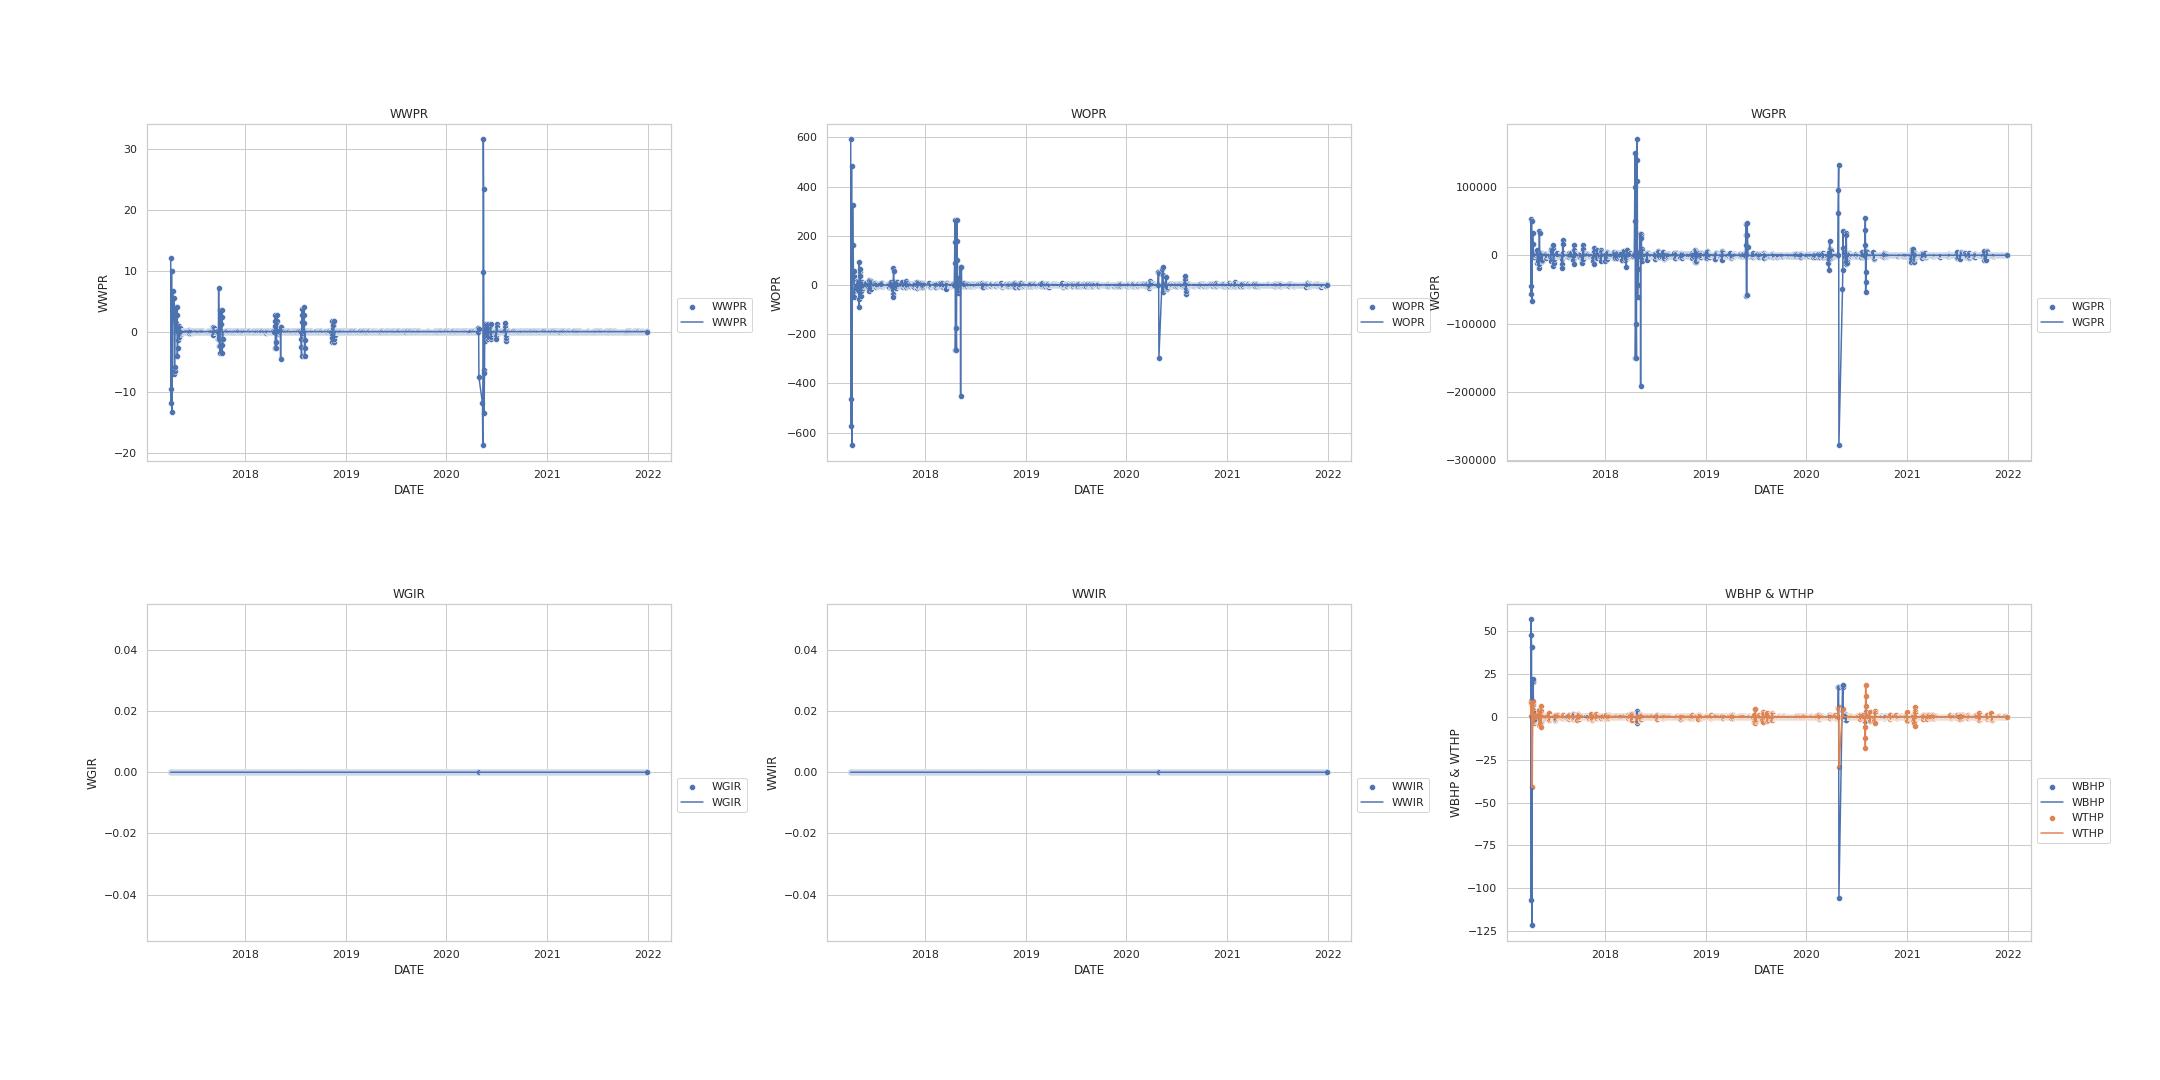 WWPR
30
20
10
0
−10
−20
WWPR
2018 2019 2020 2021 2022
DATE
WWPR
WWPR
WOPR
600
400
200
0
−200
−400
−600
WOPR
2018 2019 2020 2021 2022
DATE
WOPR
WOPR
WGPR
100000
0
−100000
−200000
−300000
WGPR
2018 2019 2020 2021 2022
DATE
WGPR
WGPR
WGIR
0.04
0.02
0.00
−0.02
−0.04
WGIR
2018 2019 2020 2021 2022
DATE
WGIR
WGIR
WWIR
0.04
0.02
0.00
−0.02
−0.04
WWIR
2018 2019 2020 2021 2022
DATE
WWIR
WWIR
WBHP & WTHP
50
25
0
−25
−50
−75
−100
−125
WBHP & WTHP
2018 2019 2020 2021 2022
DATE
WBHP
WBHP
WTHP
WTHP